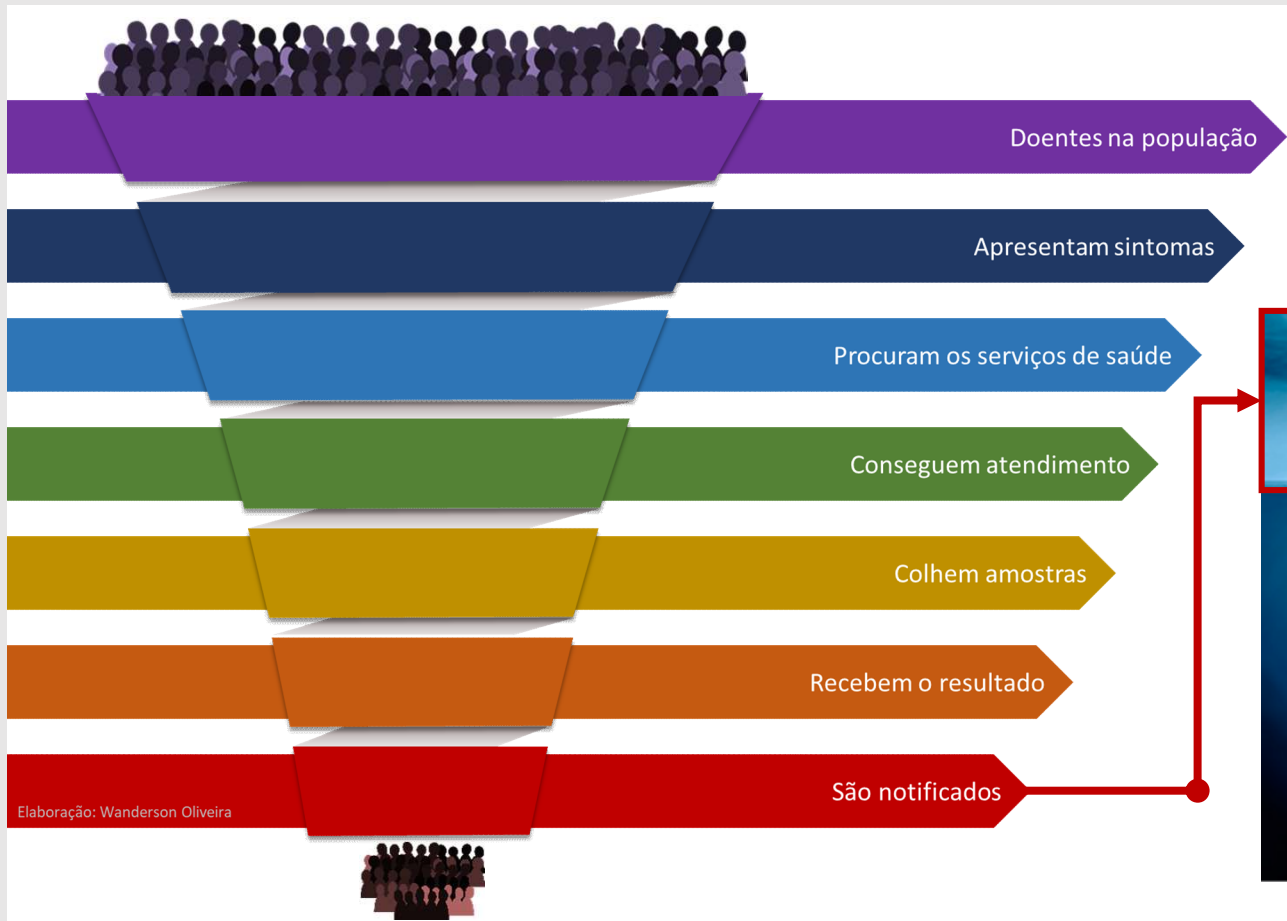 Doentes na população
Apresentam sintomas
Procuram os serviços de saúde
Conseguem atendimento
Colhem amostras
Recebem o resultado
São notificados
Elaboração: Wanderson Oliveira